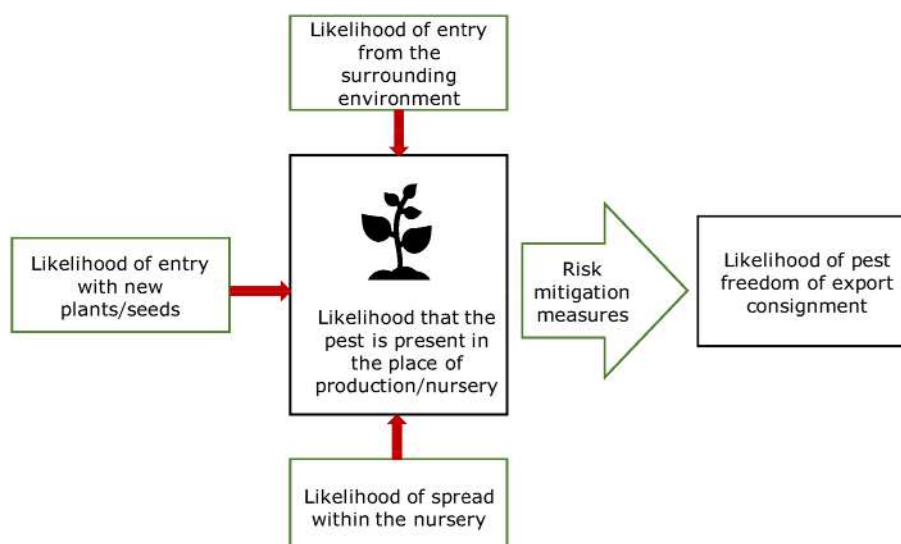 Likelihood of entry
from the
surrounding
environment
Likelihood of entry
with new
plants/seeds
Likelihood that the
pest is present in
the place of
production/nursery
Risk
mitigation
measures
Likelihood of pest
freedom of export
consignment
Likelihood of spread
within the nursery